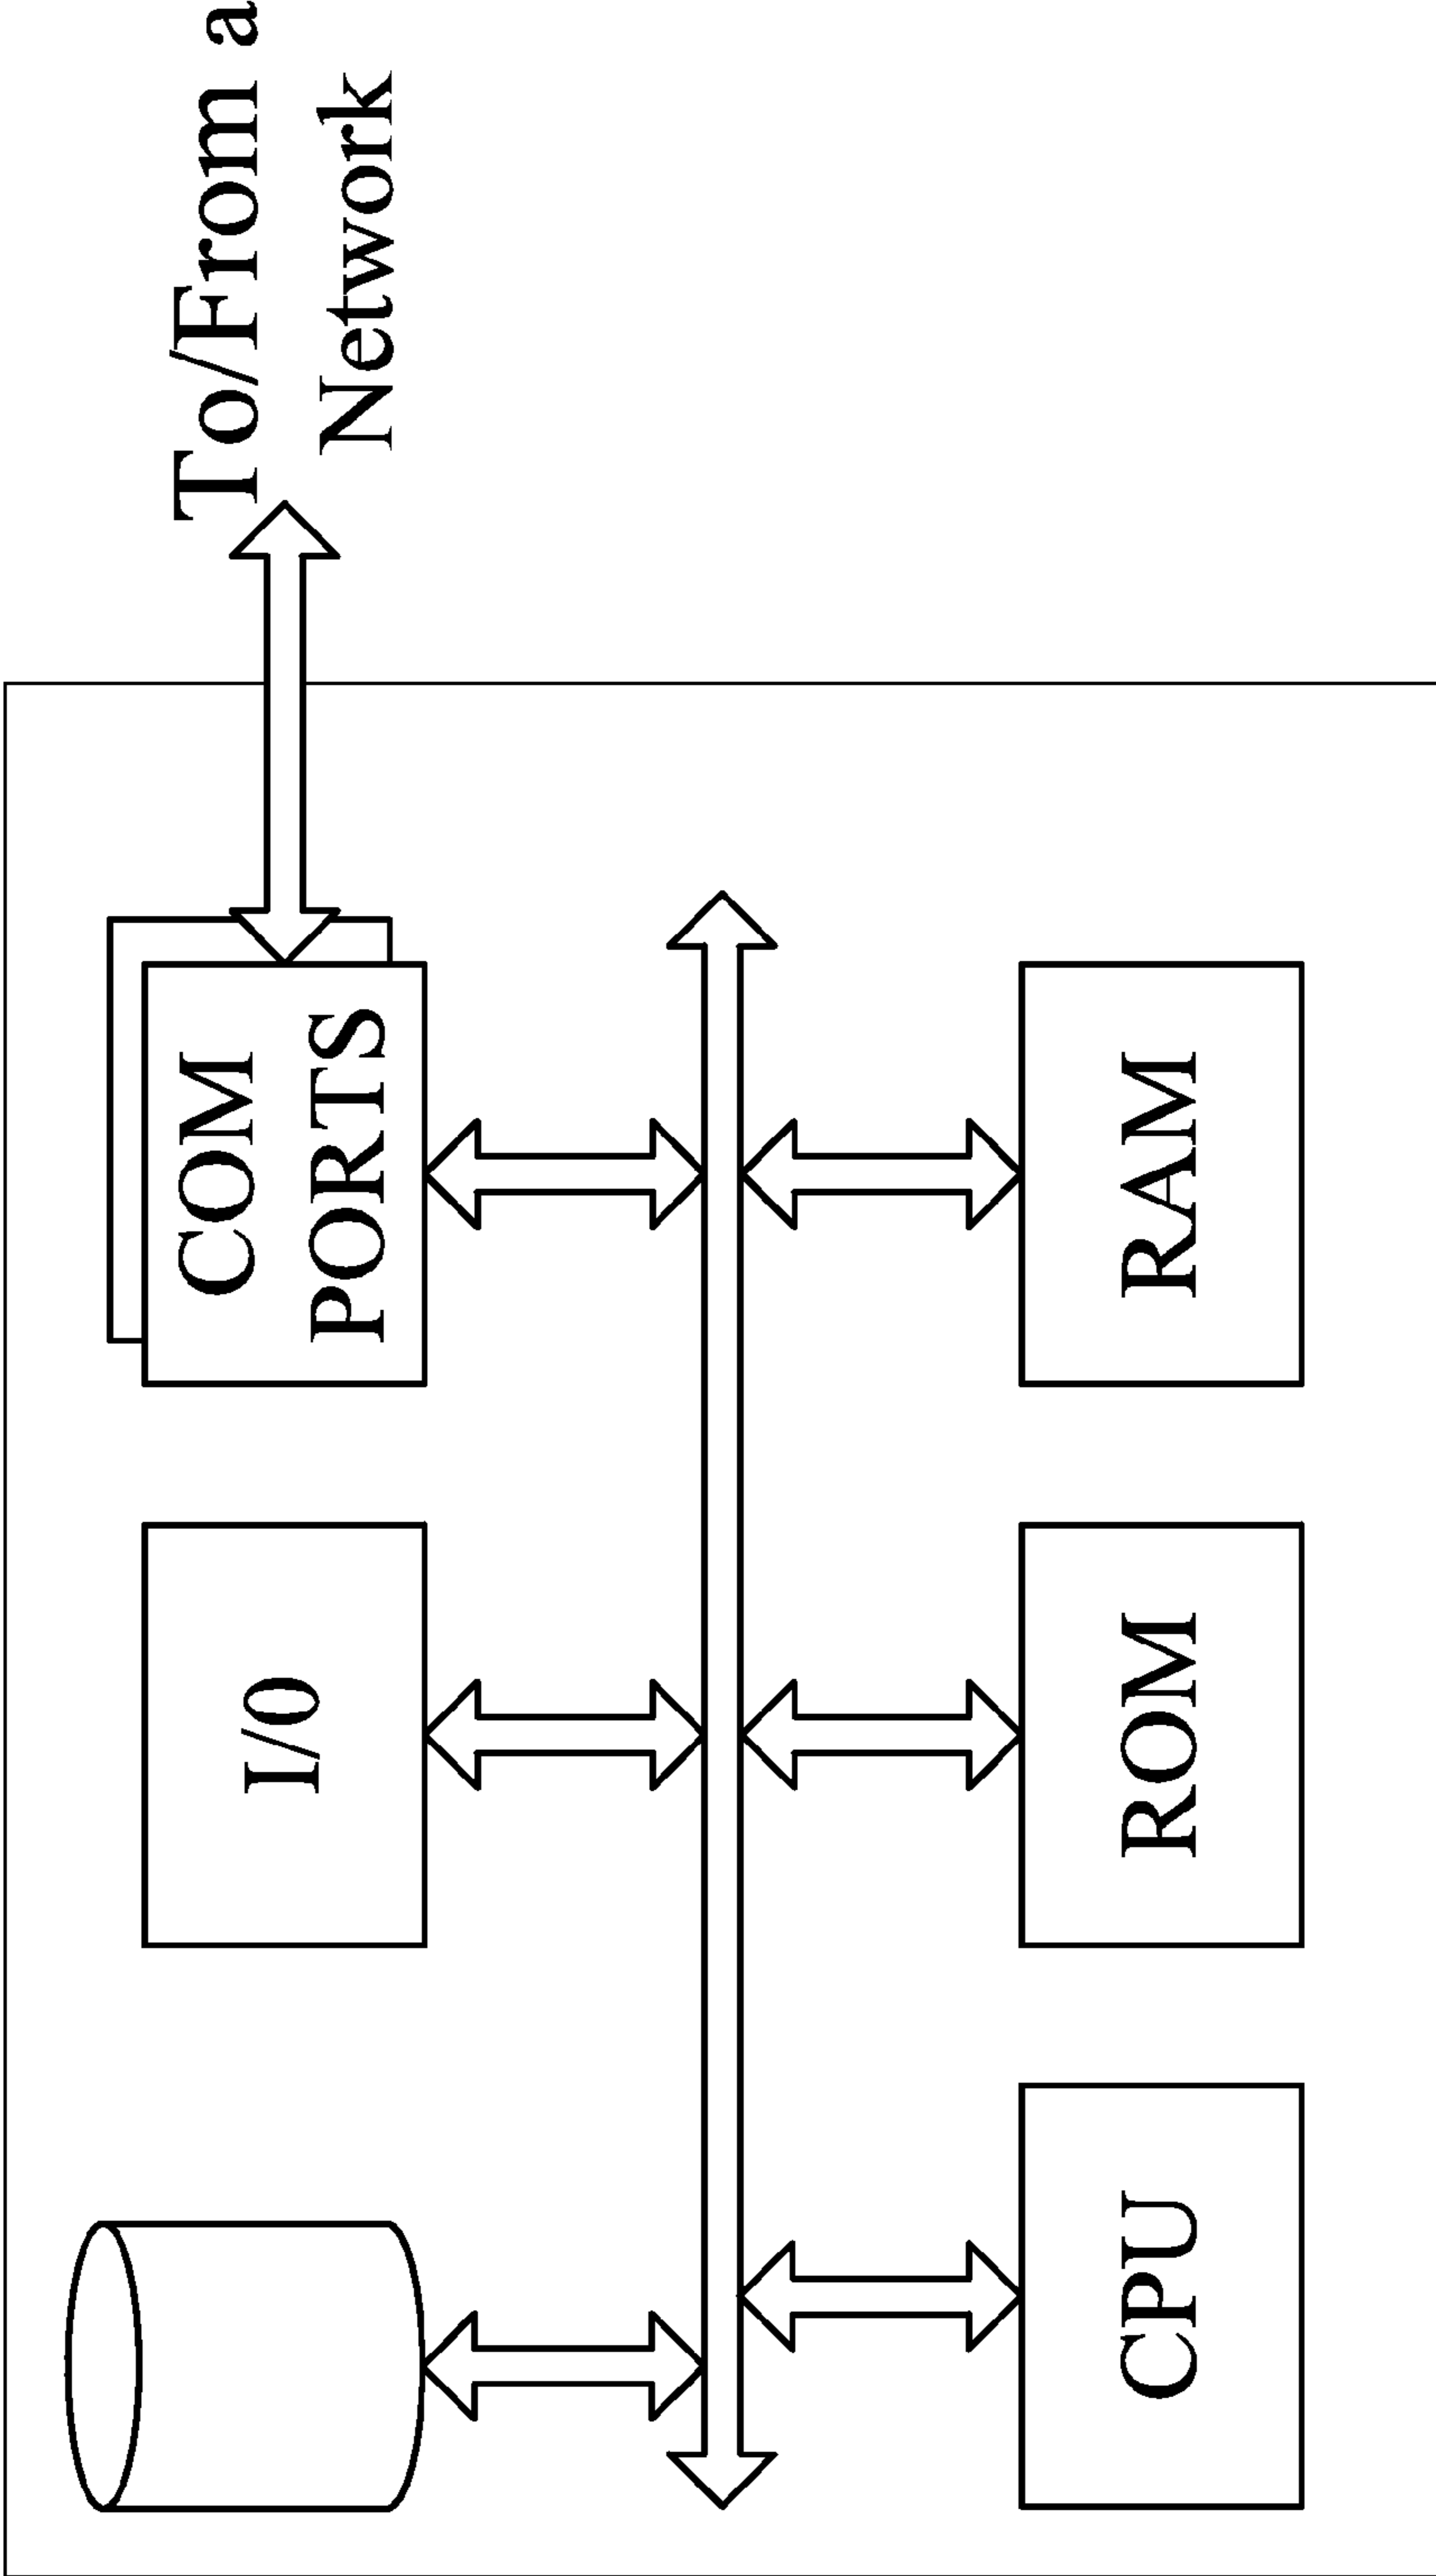 To/From a
Network
COM
PORTS
I/0
RAM
ROM
CPU